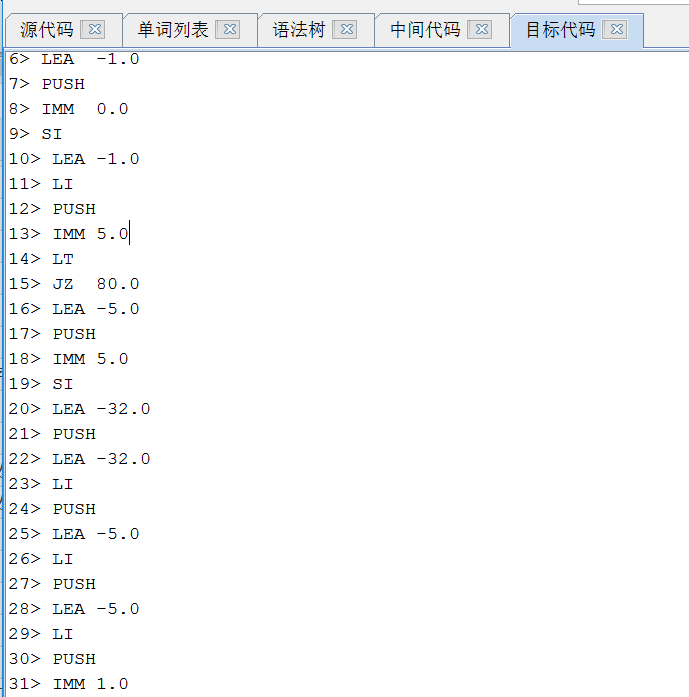 源代码 单词列表 语法树 中间代码 目标代码
6> LEA  -1.0
7> PUSH
8> IMM  0.0
9> SI
10> LEA -1.0
11> LI
12> PUSH
13> IMM 5.0
14> LT
15> JZ  80.0
16> LEA -5.0
17> PUSH
18> IMM 5.0
19> SI
20> LEA -32.0
21> PUSH
22> LEA -32.0
23> LI
24> PUSH
25> LEA -5.0
26> LI
27> PUSH
28> LEA -5.0
29> LI
30> PUSH
31> IMM 1.0